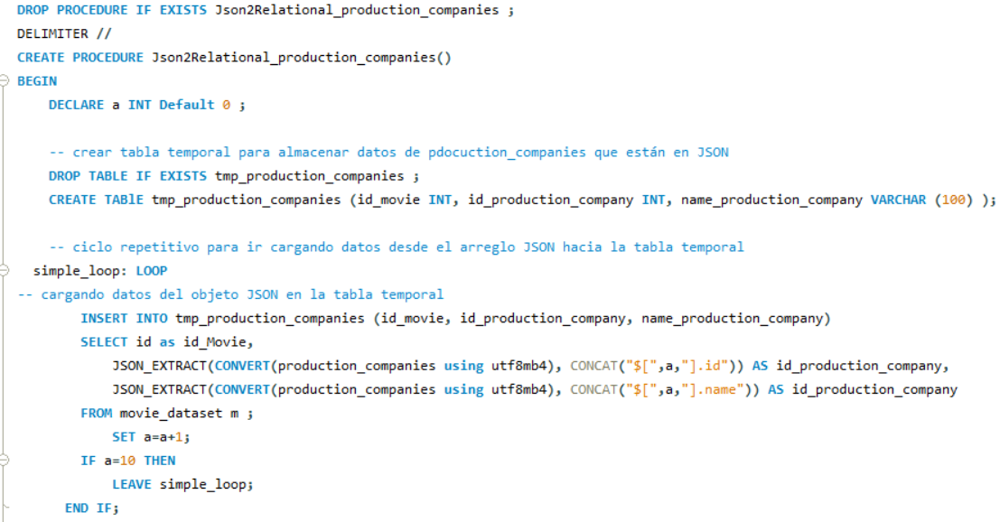 DROP PROCEDURE IF EXISTS Json2Relational_production_companies ;
DELIMITER //
CREATE PROCEDURE Json2Relational_production_companies()
BEGIN
DECLARE a INT Default 0 ;
-- crear tabla temporal para almacenar datos de pdocuction_companies que están en JSON
DROP TABLE IF EXISTS tmp_production_companies ;
CREATE TABlE tmp_production_companies (id_movie INT, id_production_company INT, name_production_company VARCHAR (100) );
-- ciclo repetitivo para ir cargando datos desde el arreglo JSON hacia la tabla temporal
simple_loop: LOOP
-- cargando datos del objeto JSON en la tabla temporal
INSERT INTO tmp_production_companies (id_movie, id_production_company, name_production_company)
SELECT id as id_Movie,
JSON_EXTRACT(CONVERT(production_companies using utf8mb4), CONCAT("$[",a,"].id")) AS id_production_company,
JSON_EXTRACT(CONVERT(production_companies using utf8mb4), CONCAT("$[",a,"].name")) AS id_production_company
FROM movie_dataset m ;
SET a=a+1;
IF a=10 THEN
LEAVE simple_loop;
END IF;